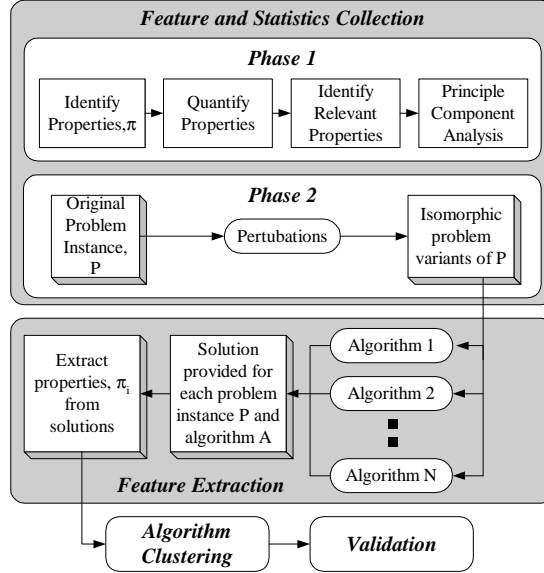 Feature and Statistics Collection
Phase 1
Identify
Properties,π
Quantify
Properties
Identify
Relevant
Properties
Principle
Component
Analysis
Phase 2
Original
Problem
Instance,
P
Pertubations
Isomorphic
problem
variants of P
Extract
properties, πi
from
solutions
Solution
provided for
each problem
instance P and
algorithm A
Algorithm 1
Algorithm 2
Algorithm N
Feature Extraction
Algorithm
Clustering
Validation